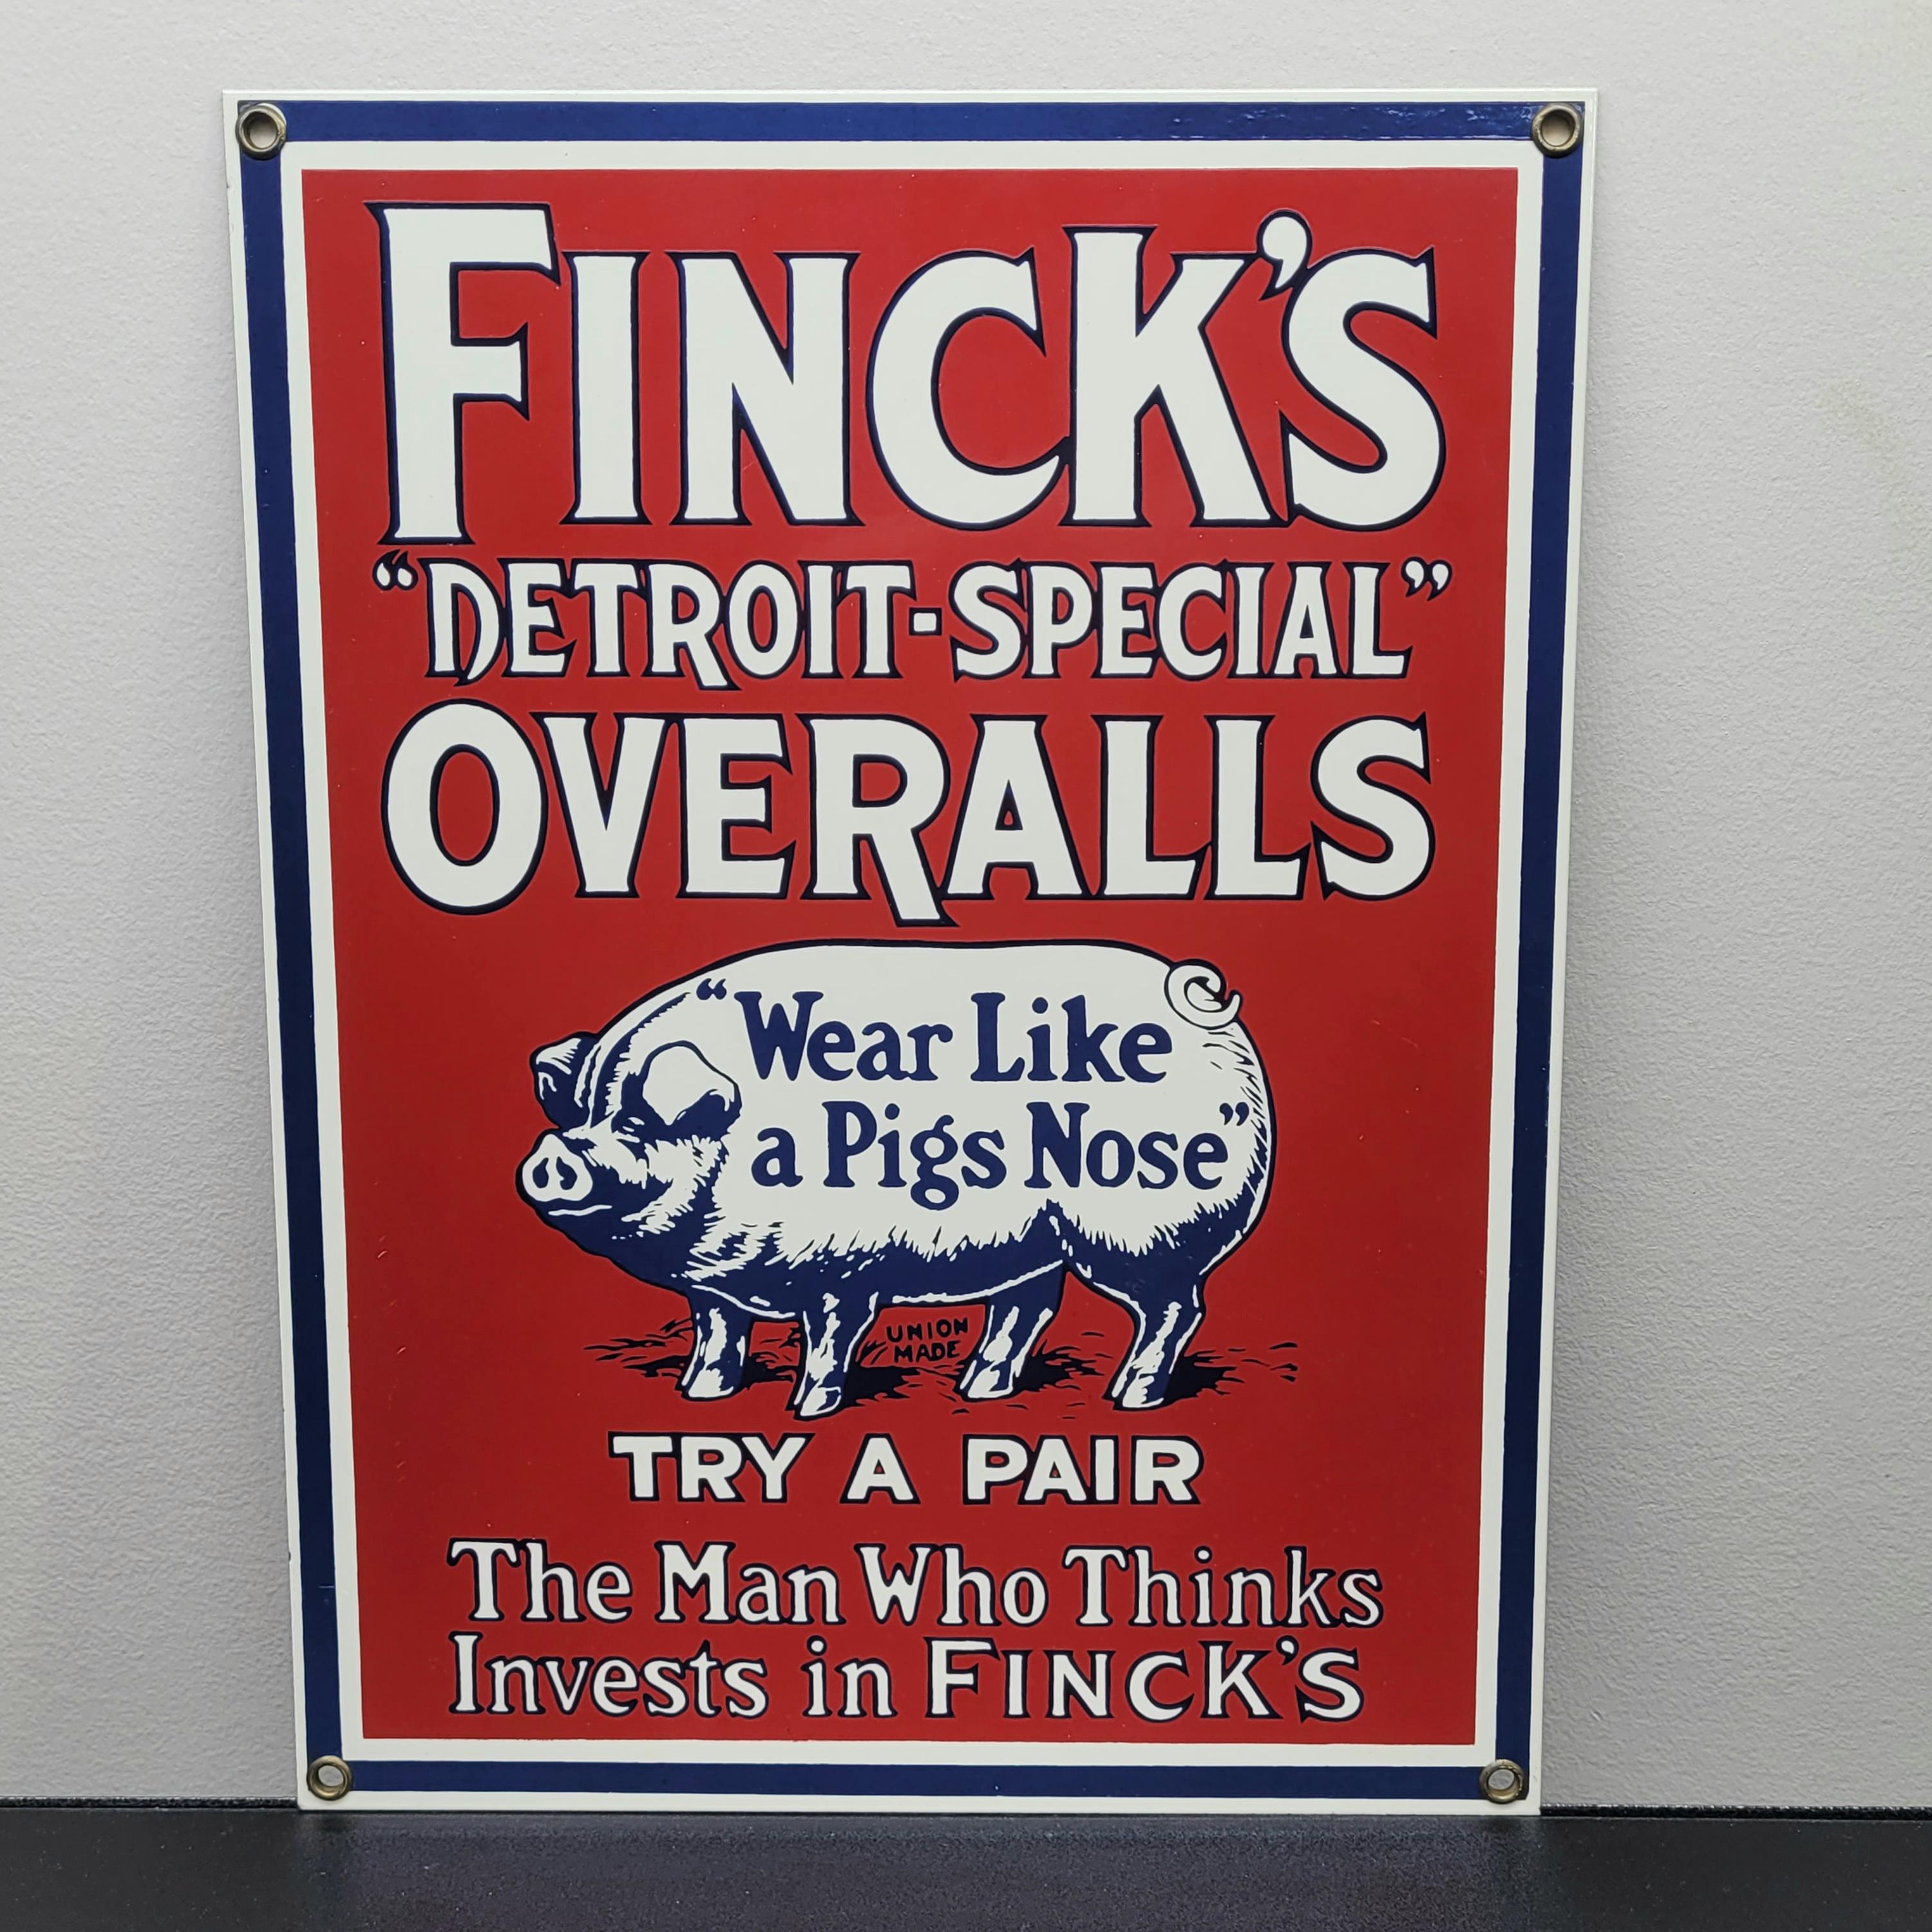 FINCK'S
“DETROIT-SPECIAL”
OVERALLS
“Wear Like
a Pigs Nose”
UNION
MADE
TRY A PAIR
The Man Who Thinks
Invests in FINCK'S